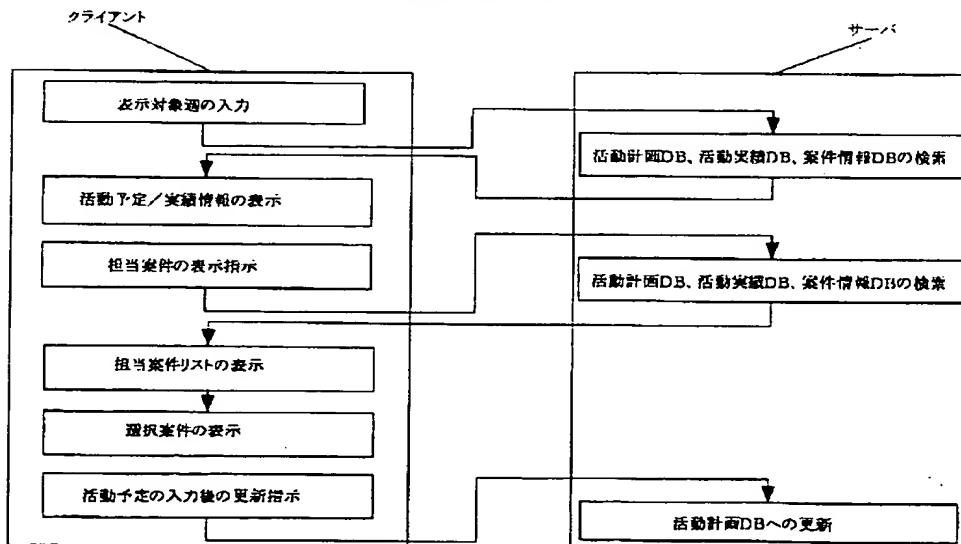 クライアント
サーバ
表示対象週の入力
活動計画DB、活動実績DB、案件情報DBの検索
活動予定/実績情報の表示
担当案件の表示指示
活動計画DB、活動実績DB、案件情報DBの検索
担当案件リストの表示
選択案件の表示
活動予定の入力後の更新指示
活動計画DBへの更新